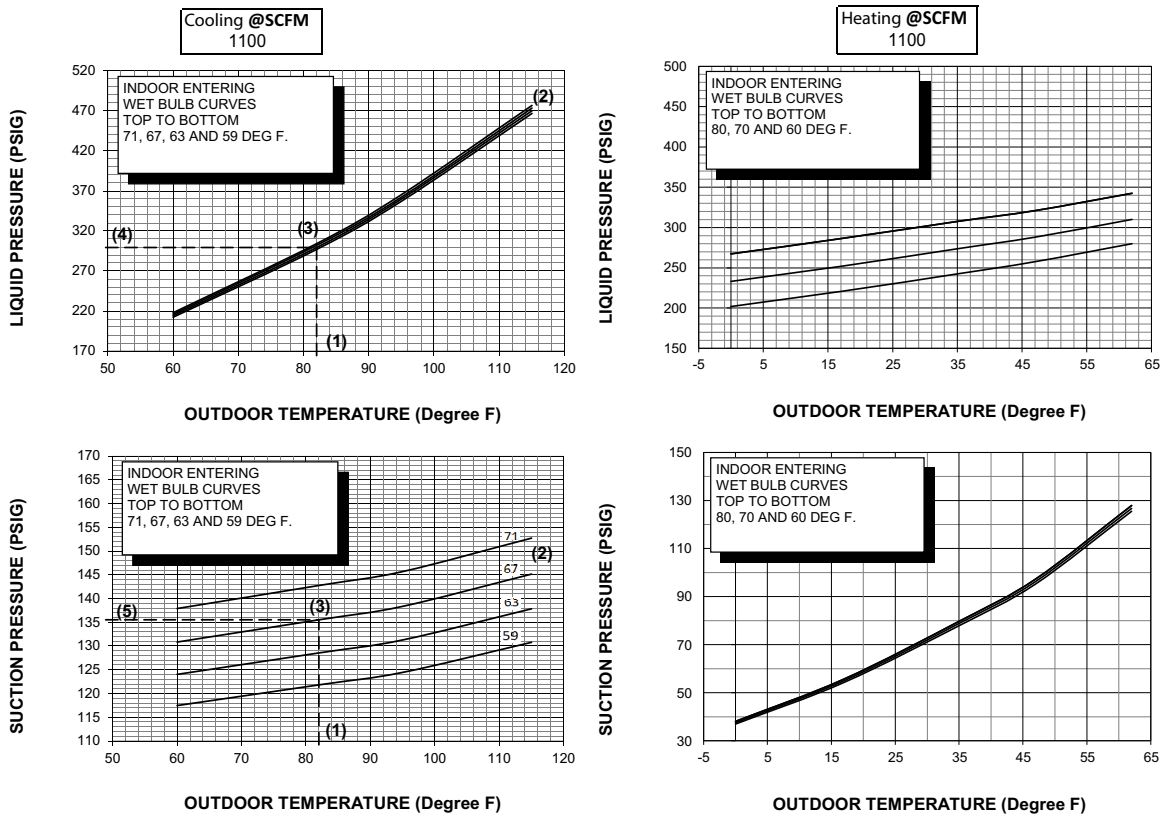 Cooling @SCFM
1100
Heating @SCFM
1100
LIQUID PRESSURE (PSIG)
520
470
420
370
320
270
220
170
INDOOR ENTERING
WET BULB CURVES
TOP TO BOTTOM
71, 67, 63 AND 59 DEG F.
(2)
(3)
(4)
(1)
50 60 70 80 90 100 110 120
OUTDOOR TEMPERATURE (Degree F)
LIQUID PRESSURE (PSIG)
500
450
400
350
300
250
200
150
INDOOR ENTERING
WET BULB CURVES
TOP TO BOTTOM
80, 70 AND 60 DEG F.
-5 5 15 25 35 45 55 65
OUTDOOR TEMPERATURE (Degree F)
SUCTION PRESSURE (PSIG)
170
165
160
155
150
145
140
135
130
125
120
115
110
INDOOR ENTERING
WET BULB CURVES
TOP TO BOTTOM
71, 67, 63 AND 59 DEG F.
71
(2)
67
63
59
(5)
(3)
(1)
50 60 70 80 90 100 110 120
OUTDOOR TEMPERATURE (Degree F)
SUCTION PRESSURE (PSIG)
150
130
110
90
70
50
30
INDOOR ENTERING
WET BULB CURVES
TOP TO BOTTOM
80, 70 AND 60 DEG F.
-5 5 15 25 35 45 55 65
OUTDOOR TEMPERATURE (Degree F)